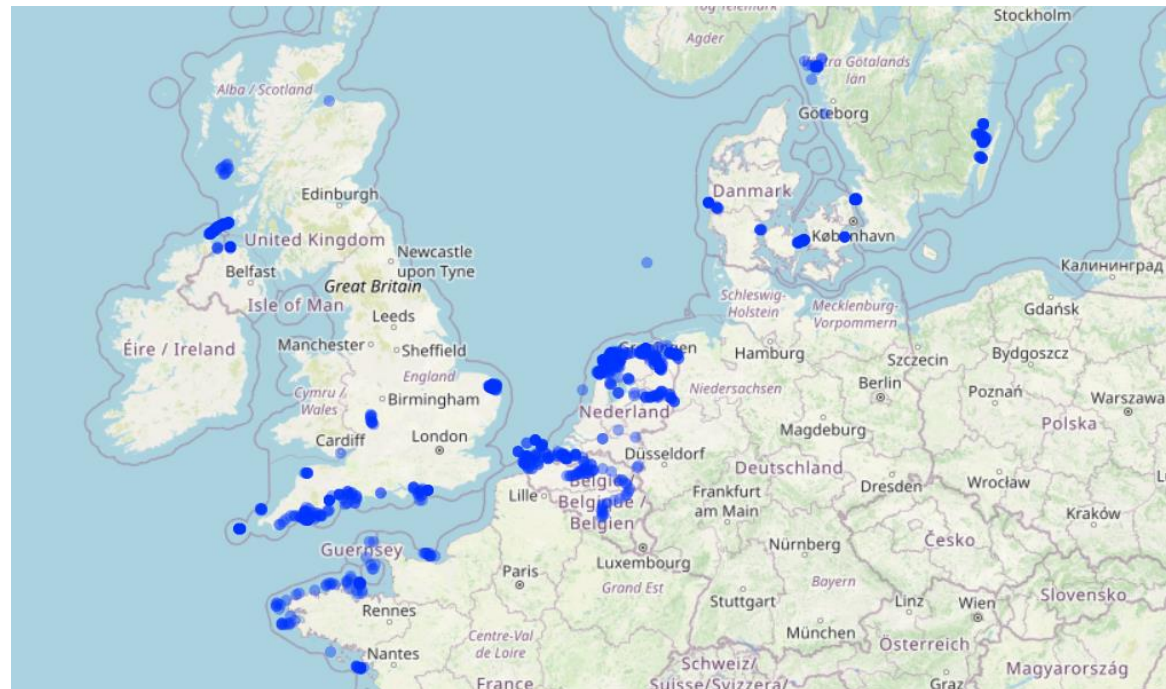 Stockholm
Agder
Västra Götalands
län
Alba / Scotland
Göteborg
Edinburgh
Danmark
København
United Kingdom
Newcastle
upon Tyne
Belfast
Great Britain
Isle of Man
Калининград
Schleswig-
Holstein
Mecklenburg-
Vorpommern
Gdańsk
Leeds
Éire / Ireland
Manchester
Sheffield
Groningen
Hamburg
Szczecin
Bydgoszcz
England
Cymru /
Wales
Birmingham
Niedersachsen
Berlin
Poznań
Warszawa
Nederland
Polska
Cardiff
London
Magdeburg
Düsseldorf
Deutschland
Lille
België /
Belgique /
Belgien
Dresden
Wrocław
Frankfurt
am Main
Kraków
Guernsey
Luxembourg
Nürnberg
Česko
Paris
Grand Est
Bayern
Rennes
Stuttgart
Linz
Wien
Slovensko
Centre-Val
de Loire
München
Österreich
Nantes
France
Schweiz/
Suisse/Svizzera/
Graz
Magyarország